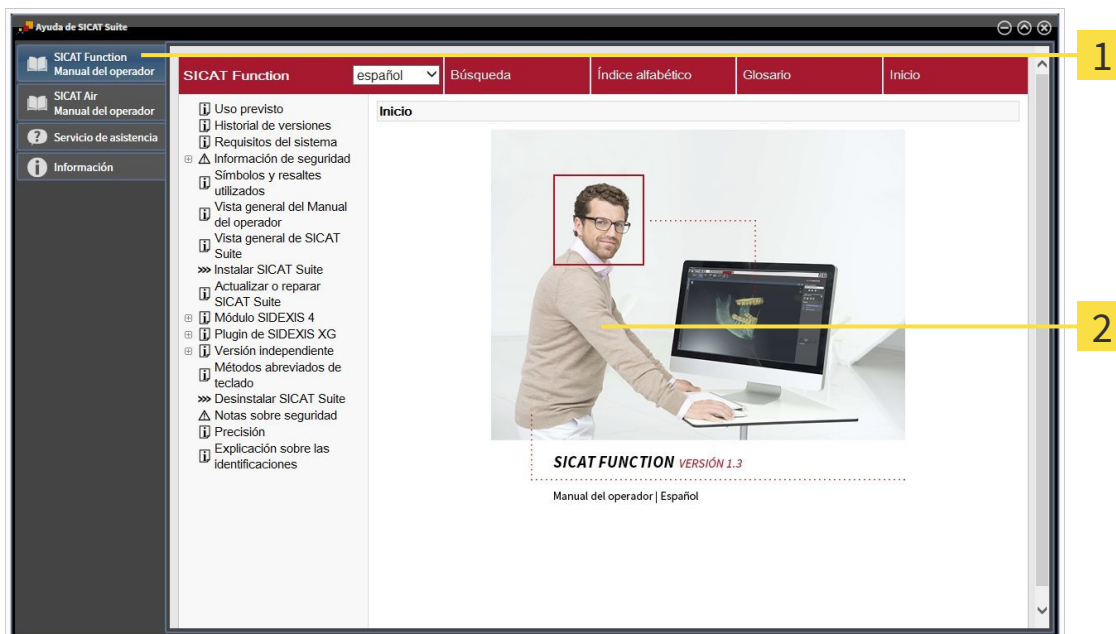 Ayuda de SICAT Suite
SICAT Function
Manual del operador
SICAT Air
Manual del operador
Servicio de asistencia
Información
SICAT Function
español
Búsqueda
Índice alfabético
Glosario
Inicio
Uso previsto
Historial de versiones
Requisitos del sistema
Información de seguridad
Símbolos y resaltes
utilizados
Vista general del Manual
del operador
Vista general de SICAT
Suite
Instalar SICAT Suite
Actualizar o reparar
SICAT Suite
Módulo SIDEXIS 4
Plugin de SIDEXIS XG
Versión independiente
Métodos abreviados de
teclado
Desinstalar SICAT Suite
Notas sobre seguridad
Precisión
Explicación sobre las
identificaciones
Inicio
SICAT FUNCTION VERSIÓN 1.3
Manual del operador | Español
1
2